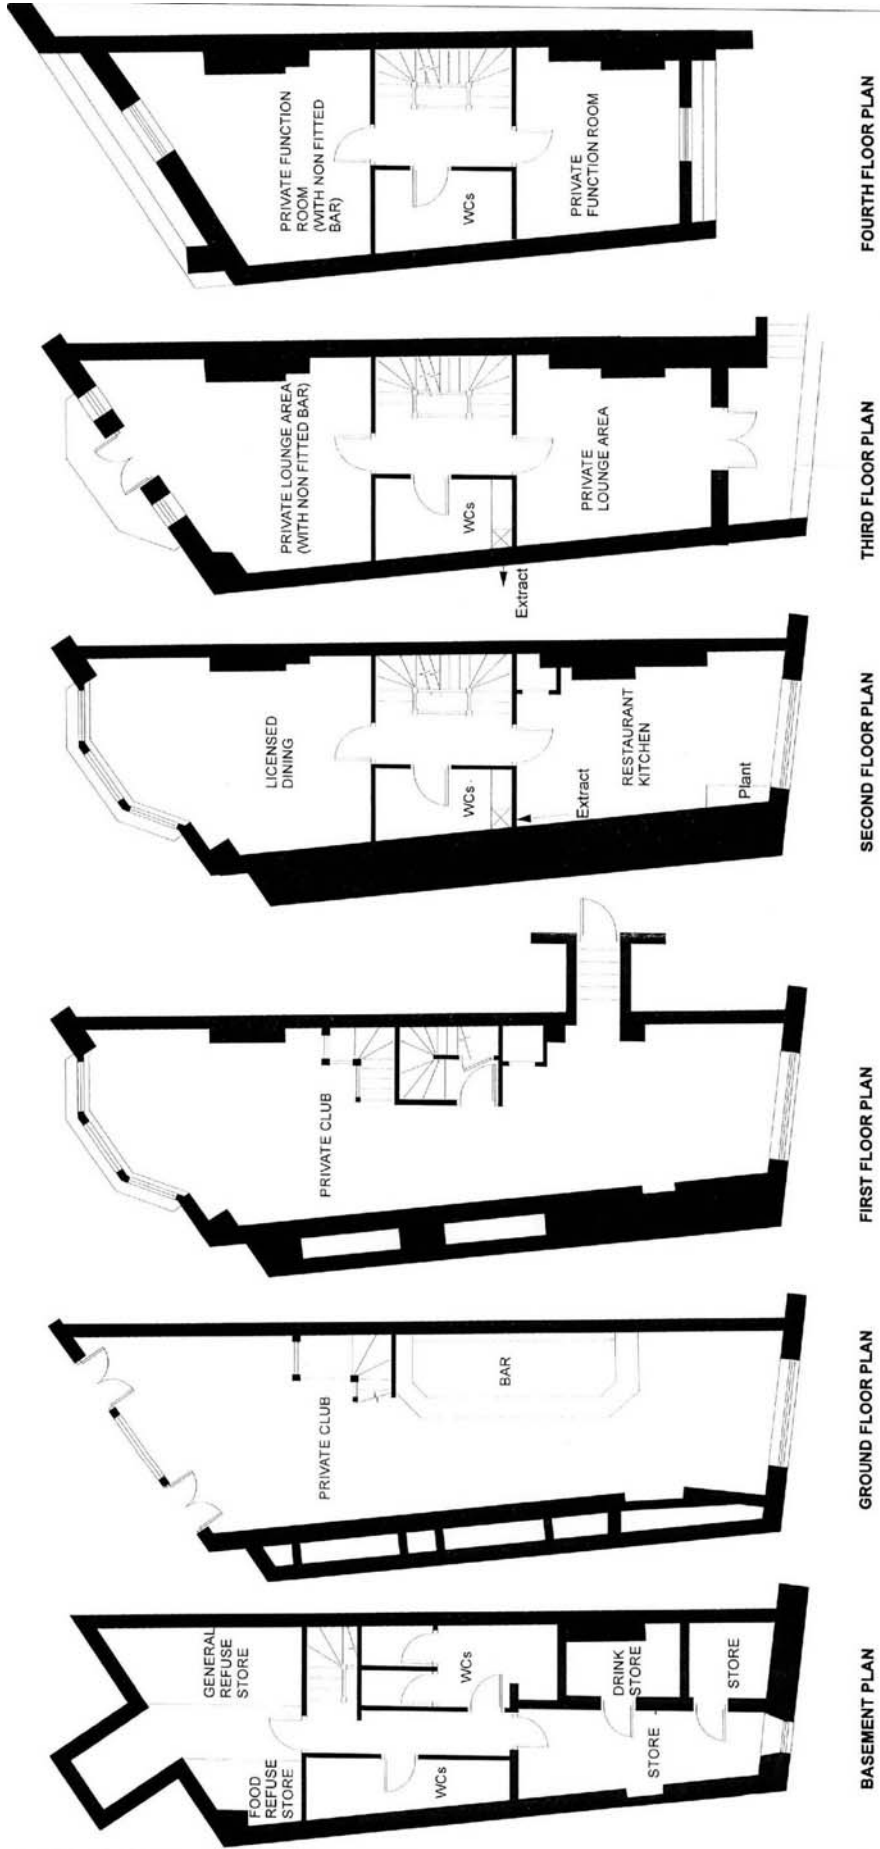 GENERAL
REFUSE
STORE
FOOD
REFUSE
STORE
WCs
WCs
DRINK
STORE
STORE
STORE
BASEMENT PLAN
PRIVATE CLUB
BAR
GROUND FLOOR PLAN
PRIVATE CLUB
FIRST FLOOR PLAN
LICENSED
DINING
WCs
Extract
RESTAURANT
KITCHEN
Plant
SECOND FLOOR PLAN
PRIVATE LOUNGE AREA
(WITH NON FITTED BAR)
WCs
Extract
PRIVATE
LOUNGE AREA
THIRD FLOOR PLAN
PRIVATE FUNCTION
ROOM
(WITH NON FITTED
BAR)
WCs
PRIVATE
FUNCTION ROOM
FOURTH FLOOR PLAN